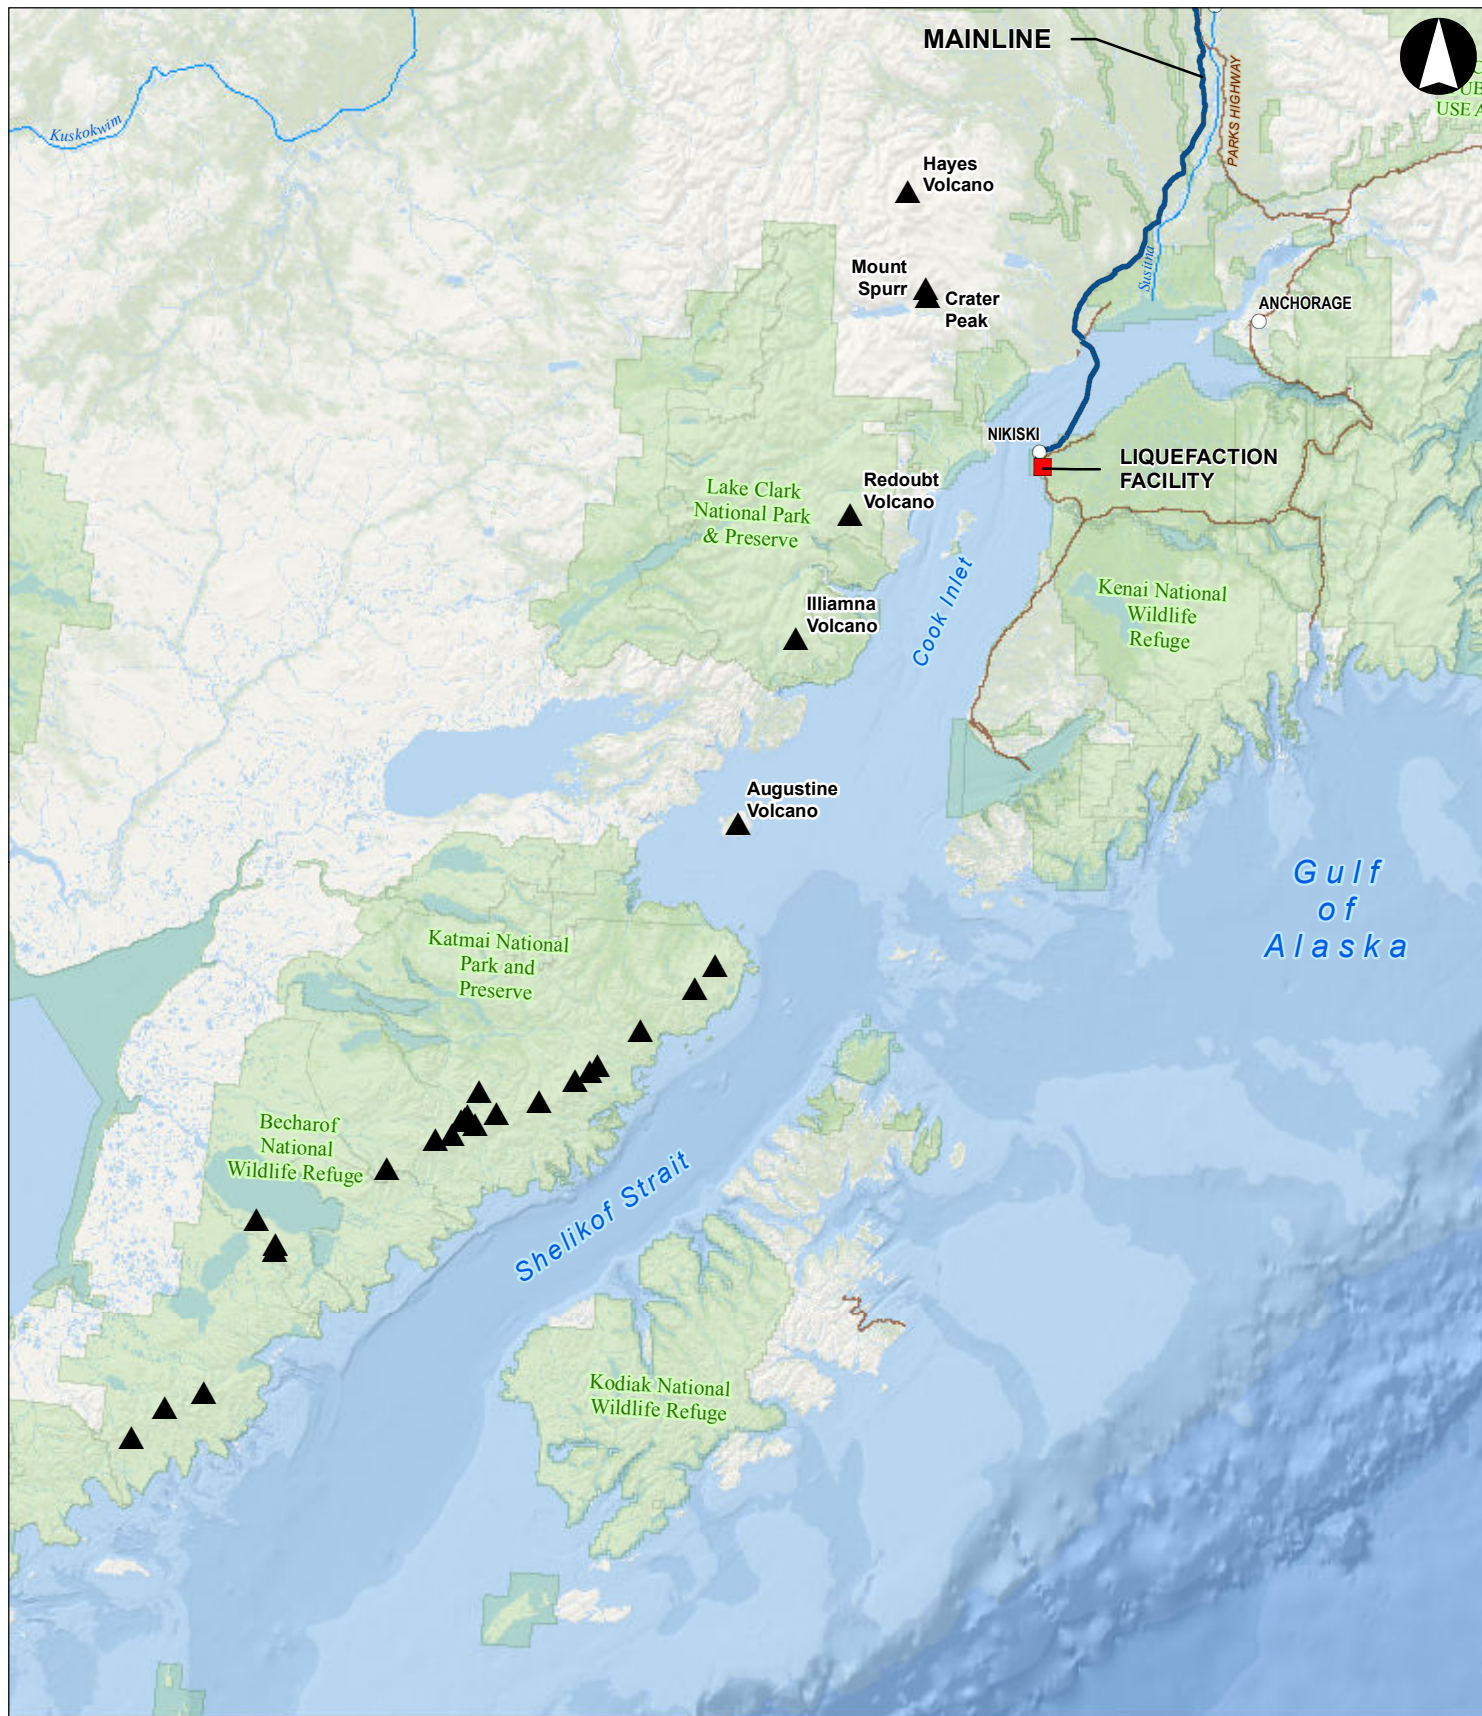 MAINLINE
UB
USE A
PARKS HIGHWAY
Kuskokwim
Hayes
Volcano
Susitna
Mount
Spurr
Crater
Peak
ANCHORAGE
NIKISKI
LIQUEFACTION
FACILITY
Redoubt
Volcano
Lake Clark
National Park
& Preserve
Cook Inlet
Kenai National
Wildlife
Refuge
Illiamna
Volcano
Augustine
Volcano
Gulf
of
Alaska
Katmai National
Park and
Preserve
Becharof
National
Wildlife Refuge
Shelikof Strait
Kodiak National
Wildlife Refuge